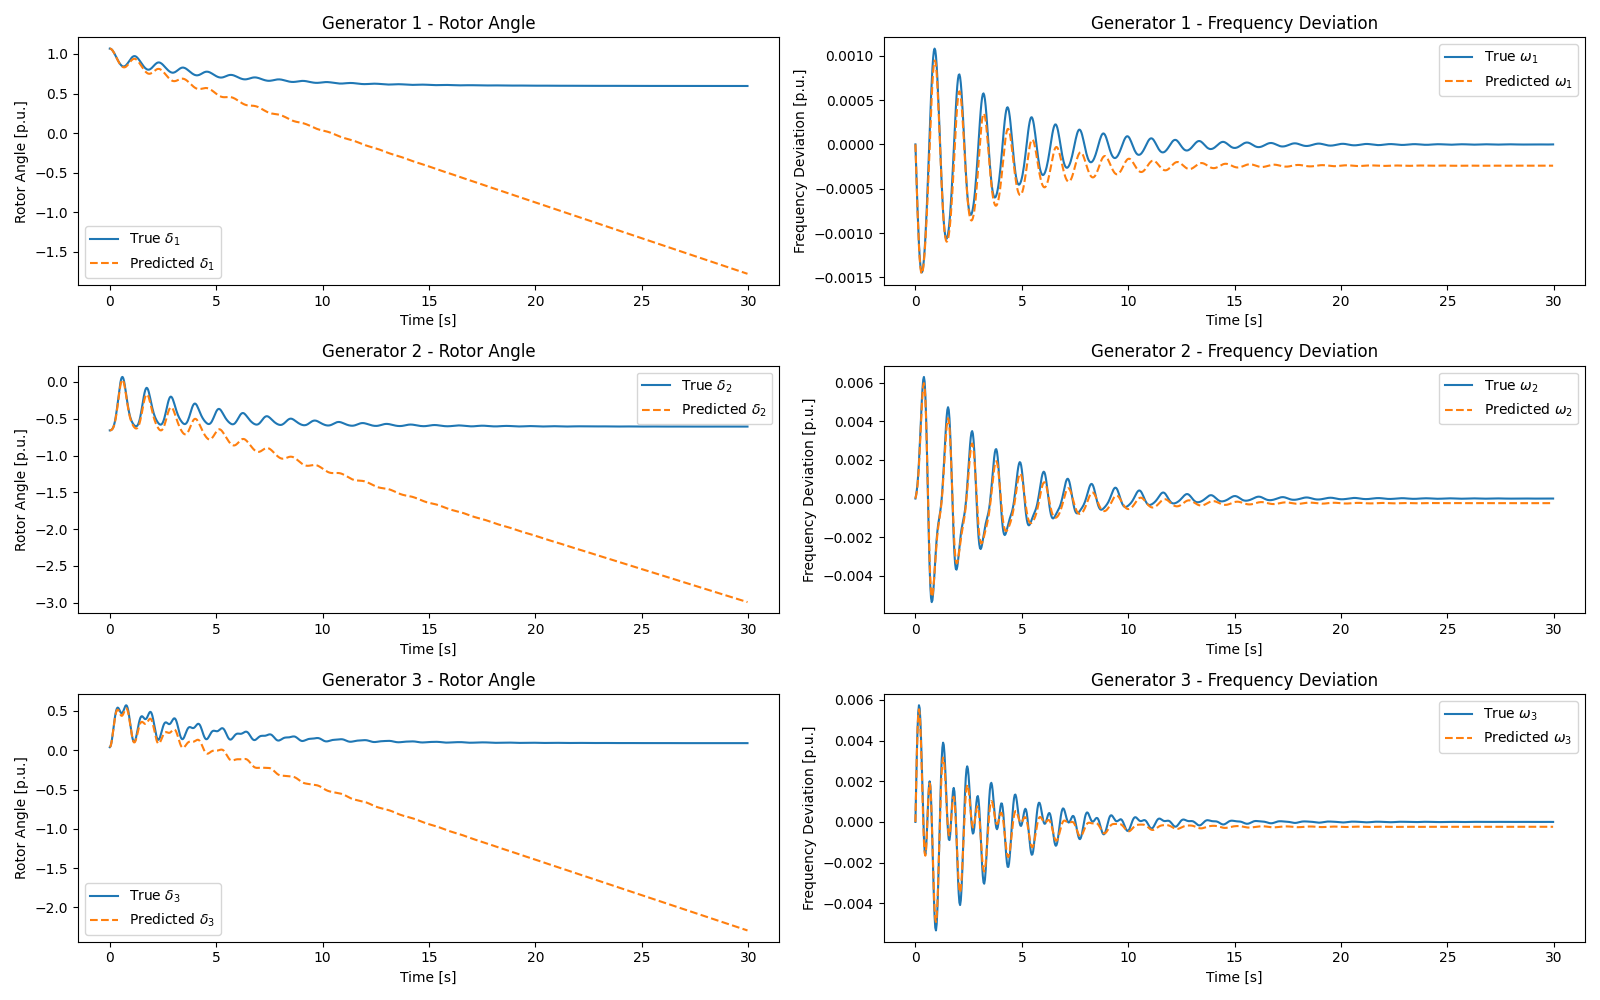 Generator 1 - Rotor Angle
Rotor Angle [p.u.]
1.0
0.5
0.0
−0.5
−1.0
−1.5
True δ1
Predicted δ1
0 5 10 15 20 25 30
Time [s]
Generator 1 - Frequency Deviation
Frequency Deviation [p.u.]
0.0010
0.0005
0.0000
−0.0005
−0.0010
−0.0015
True ω1
Predicted ω1
0 5 10 15 20 25 30
Time [s]
Generator 2 - Rotor Angle
Rotor Angle [p.u.]
0.0
−0.5
−1.0
−1.5
−2.0
−2.5
−3.0
True δ2
Predicted δ2
0 5 10 15 20 25 30
Time [s]
Generator 2 - Frequency Deviation
Frequency Deviation [p.u.]
0.006
0.004
0.002
0.000
−0.002
−0.004
True ω2
Predicted ω2
0 5 10 15 20 25 30
Time [s]
Generator 3 - Rotor Angle
Rotor Angle [p.u.]
0.5
0.0
−0.5
−1.0
−1.5
−2.0
True δ3
Predicted δ3
0 5 10 15 20 25 30
Time [s]
Generator 3 - Frequency Deviation
Frequency Deviation [p.u.]
0.006
0.004
0.002
0.000
−0.002
−0.004
True ω3
Predicted ω3
0 5 10 15 20 25 30
Time [s]